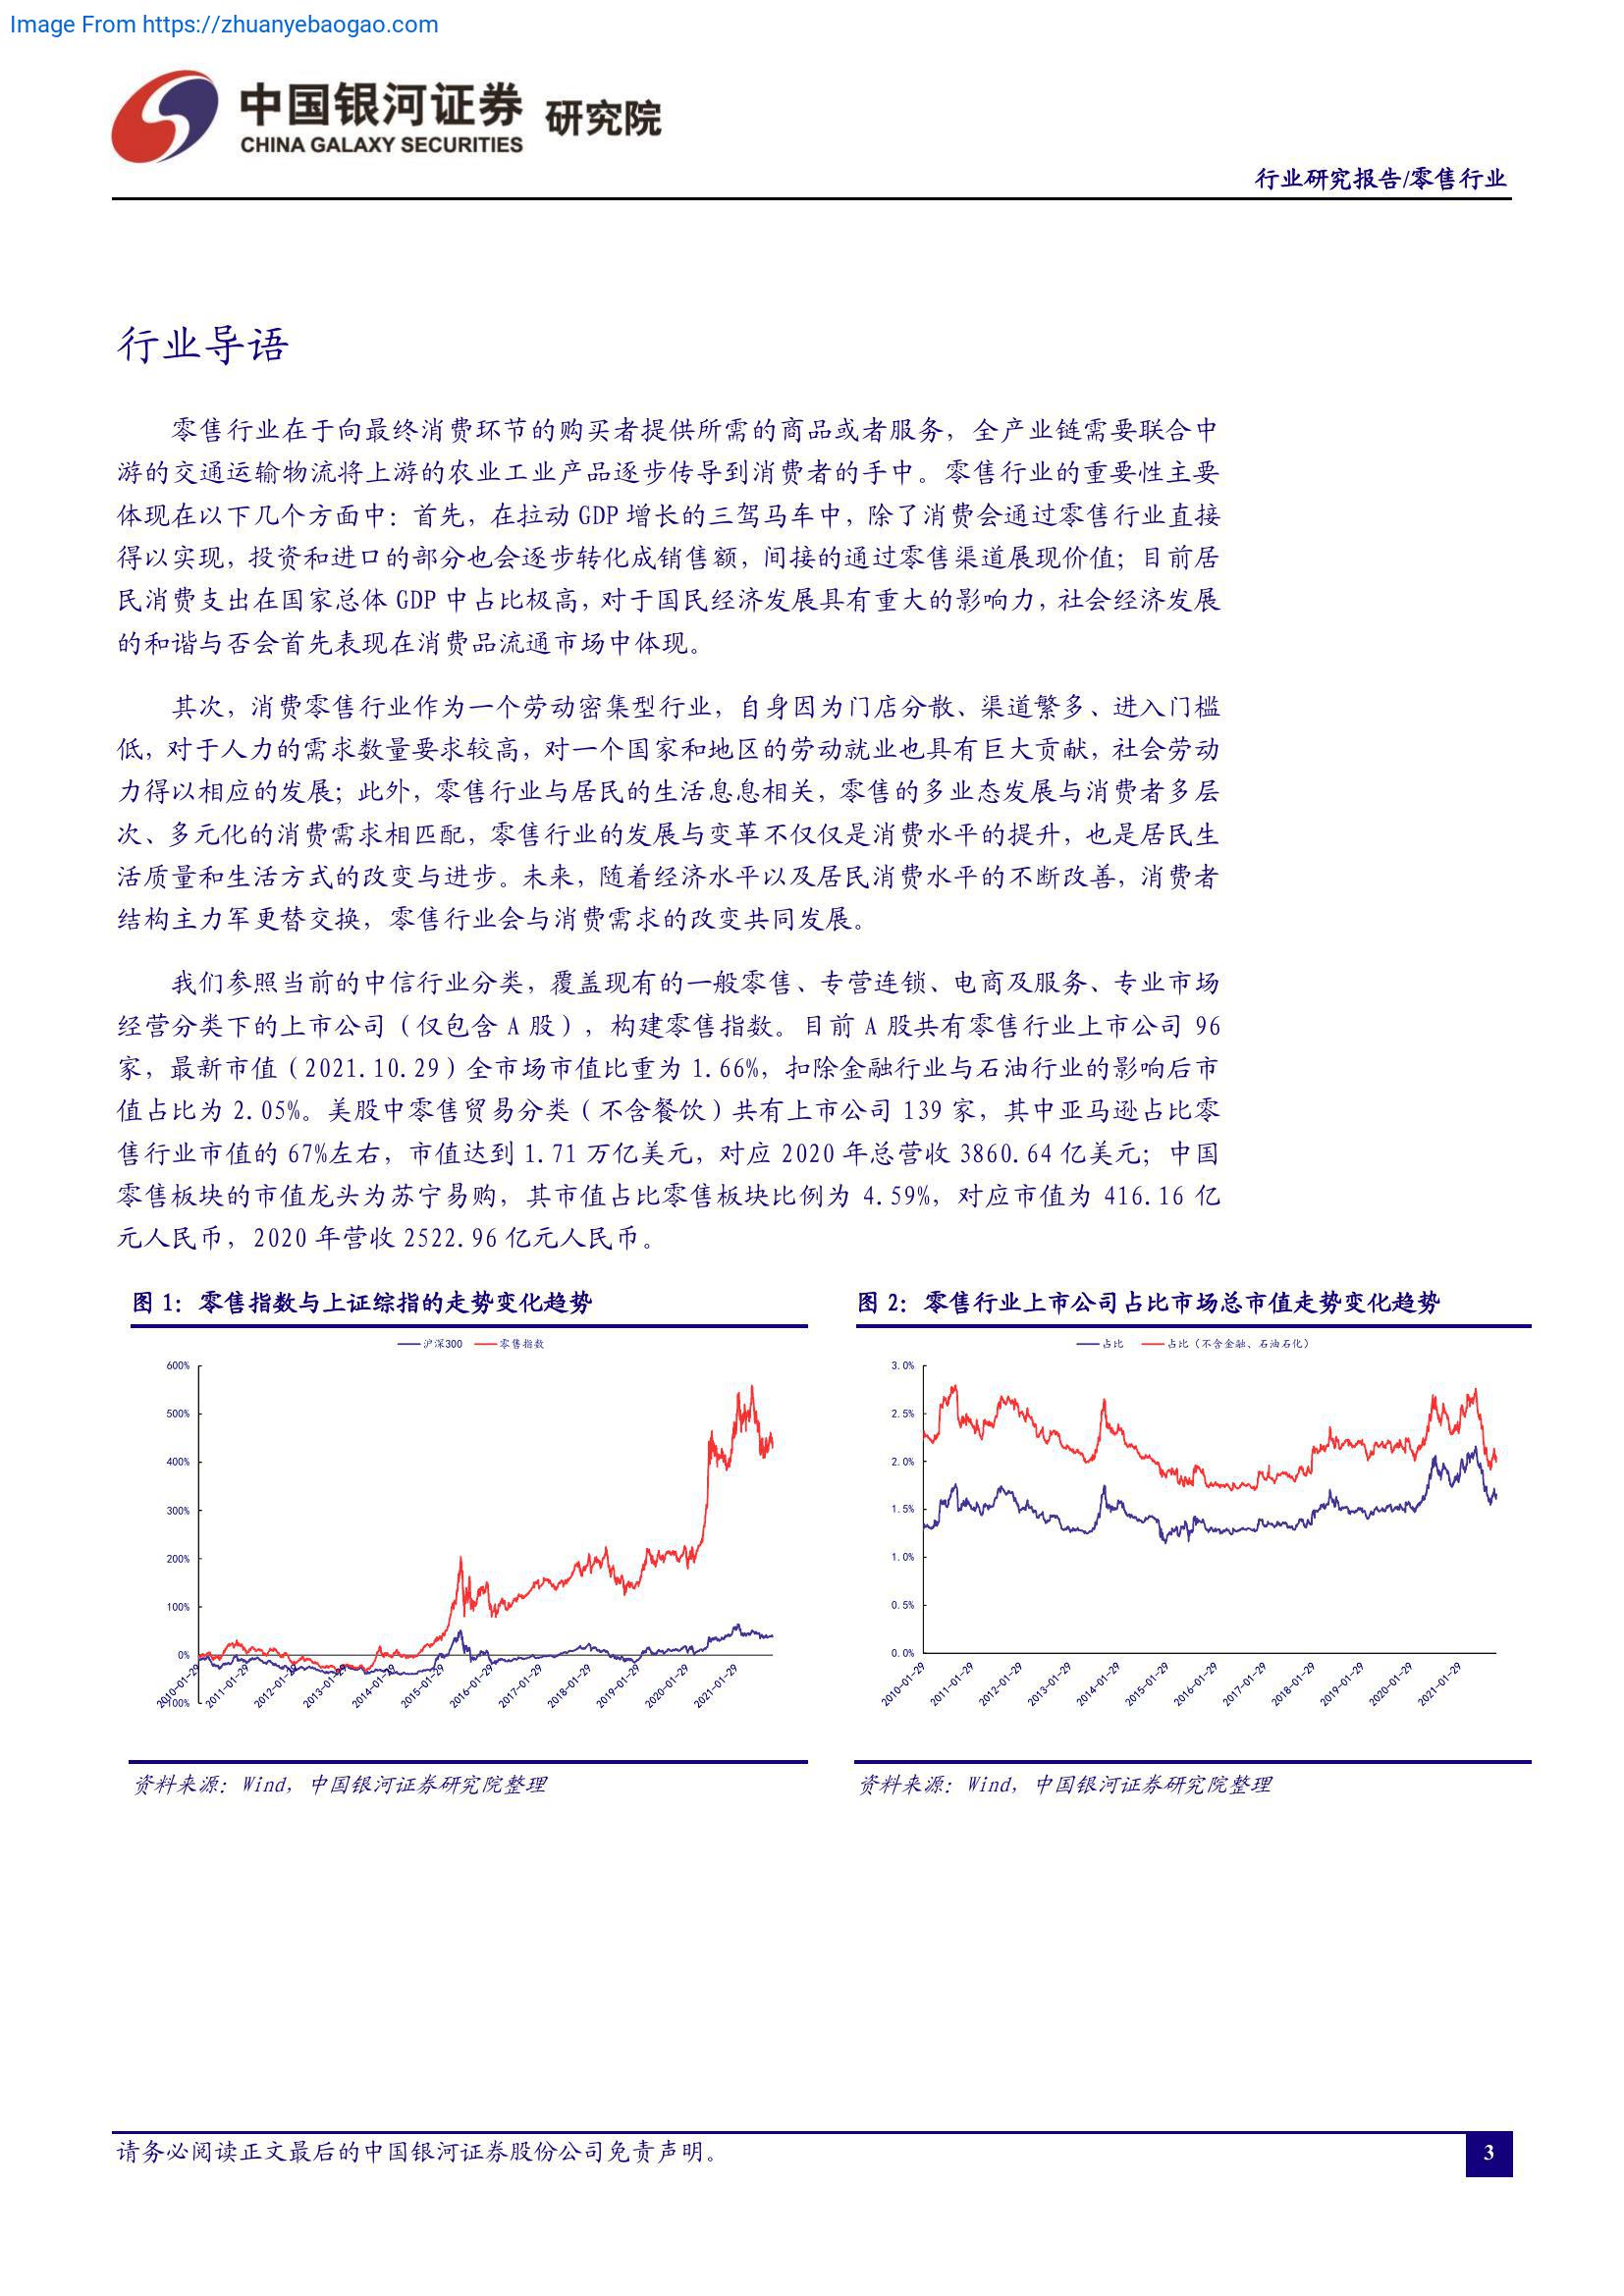 Image From https://zhuanyebaogao.com
中国银河证券 研究院
CHINA GALAXY SECURITIES
行业研究报告/零售行业
行业导语
零售行业在于向最终消费环节的购买者提供所需的商品或者服务，全产业链需要联合中
游的交通运输物流将上游的农业工业产品逐步传导到消费者的手中。零售行业的重要性主要
体现在以下几个方面中：首先，在拉动 GDP 增长的三驾马车中，除了消费会通过零售行业直接
得以实现，投资和进口的部分也会逐步转化成销售额，间接的通过零售渠道展现价值；目前居
民消费支出在国家总体 GDP 中占比极高，对于国民经济发展具有重大的影响力，社会经济发展
的和谐与否会首先表现在消费品流通市场中体现。
其次，消费零售行业作为一个劳动密集型行业，自身因为门店分散、渠道繁多、进入门槛
低，对于人力的需求数量要求较高，对一个国家和地区的劳动就业也具有巨大贡献，社会劳动
力得以相应的发展；此外，零售行业与居民的生活息息相关，零售的多业态发展与消费者多层
次、多元化的消费需求相匹配，零售行业的发展与变革不仅仅是消费水平的提升，也是居民生
活质量和生活方式的改变与进步。未来，随着经济水平以及居民消费水平的不断改善，消费者
结构主力军更替交换，零售行业会与消费需求的改变共同发展。
我们参照当前的中信行业分类，覆盖现有的一般零售、专营连锁、电商及服务、专业市场
经营分类下的上市公司（仅包含 A 股），构建零售指数。目前 A 股共有零售行业上市公司 96
家，最新市值（2021.10.29）全市场市值比重为 1.66%，扣除金融行业与石油行业的影响后市
值占比为 2.05%。美股中零售贸易分类（不含餐饮）共有上市公司 139 家，其中亚马逊占比零
售行业市值的 67%左右，市值达到 1.71 万亿美元，对应 2020 年总营收 3860.64 亿美元；中国
零售板块的市值龙头为苏宁易购，其市值占比零售板块比例为 4.59%，对应市值为 416.16 亿
元人民币，2020 年营收 2522.96 亿元人民币。
图 1：零售指数与上证综指的走势变化趋势
沪深300 零售指数
600%
500%
400%
300%
200%
100%
0%
-100%
2010-01-29 2011-01-29 2012-01-29 2013-01-29 2014-01-29 2015-01-29 2016-01-29 2017-01-29 2018-01-29 2019-01-29 2020-01-29 2021-01-29
资料来源：Wind，中国银河证券研究院整理
图 2：零售行业上市公司占比市场总市值走势变化趋势
占比 占比（不含金融、石油石化）
3.0%
2.5%
2.0%
1.5%
1.0%
0.5%
0.0%
2010-01-29 2011-01-29 2012-01-29 2013-01-29 2014-01-29 2015-01-29 2016-01-29 2017-01-29 2018-01-29 2019-01-29 2020-01-29 2021-01-29
资料来源：Wind，中国银河证券研究院整理
请务必阅读正文最后的中国银河证券股份公司免责声明。
3